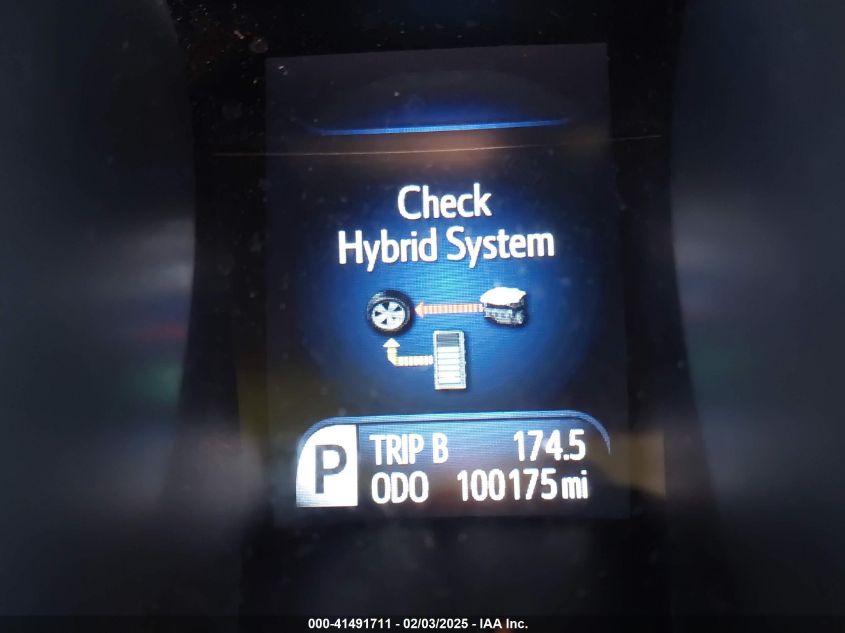 Check
Hybrid System
P
TRIP B 174.5
ODO 100175 mi
000-41491711 - 02/03/2025 - IAA Inc.